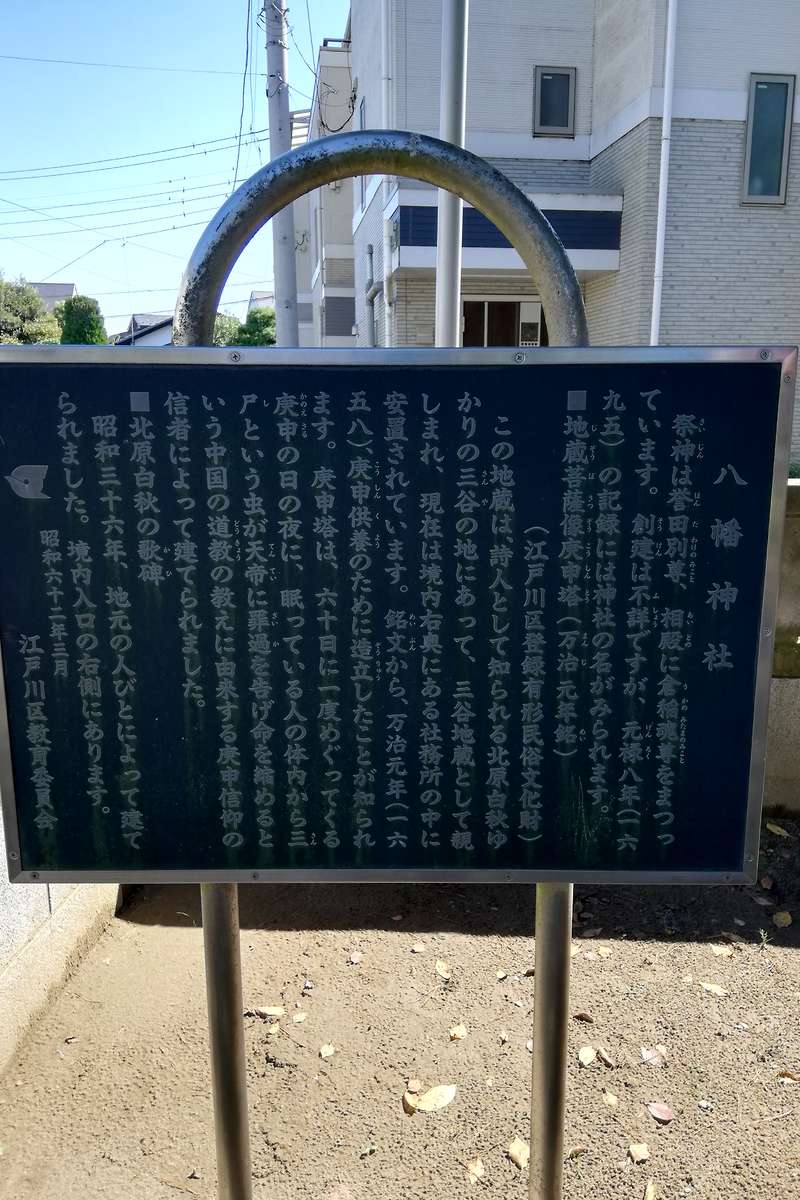 八幡神社
祭神は誉田別尊、相殿に倉稲魂尊をまつっ
ています。創建は不詳ですが、元禄八年(一六
九五)の記録には神社の名がみられます。
■地蔵菩薩像庚申塔(万治元年銘)
(江戸川区登録有形民俗文化財)
この地蔵は、詩人として知られる北原白秋ゆ
かりの三谷の地にあって、三谷地蔵として親
しまれ、現在は境内右奥にある社務所の中に
安置されています。銘文から、万治元年(一六
五八)、庚申供養のために造立したことが知られ
ます。庚申塔は、六十日に一度めぐってくる
庚申の日の夜に、眠っている人の体内から三
尸という虫が天帝に罪過を告げ命を縮めると
いう中国の道教の教えに由来する庚申信仰の
信者によって建てられました。
■北原白秋の歌碑
昭和三十六年、地元の人びとによって建て
られました。境内入口の右側にあります。
昭和六十二年三月
江戸川区教育委員会